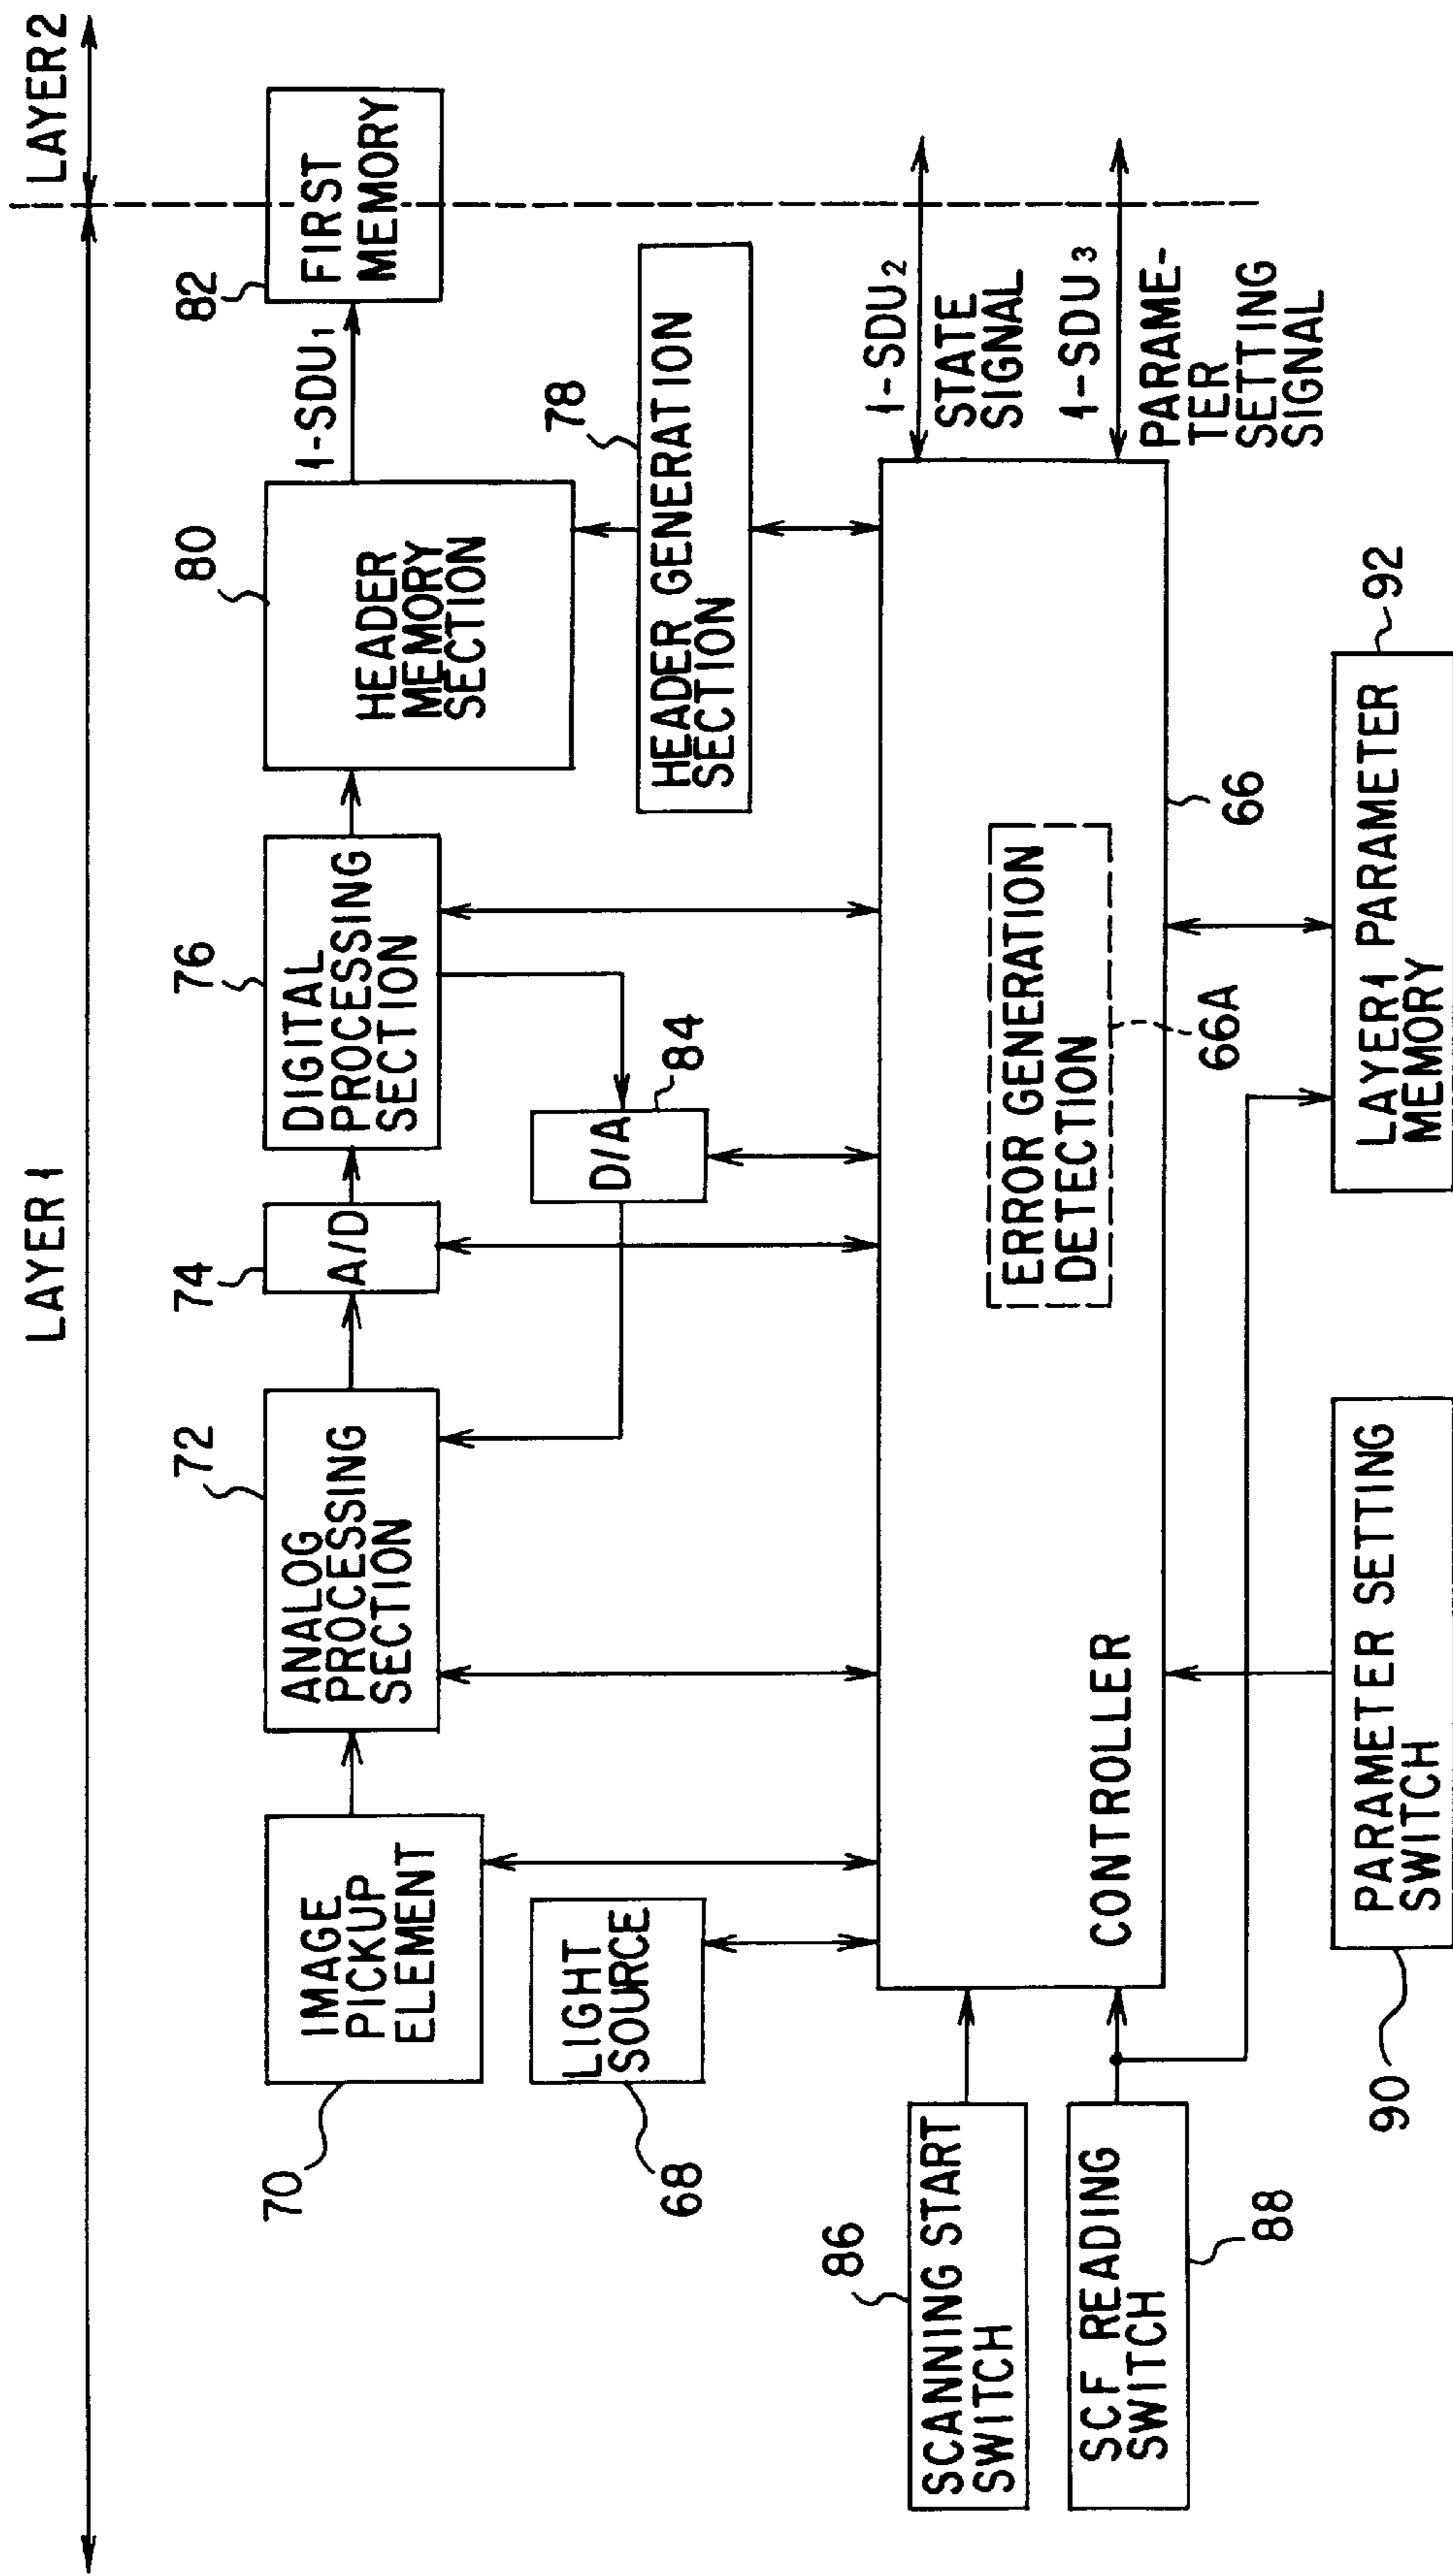 LAYER 1
LAYER2
70
IMAGE
PICKUP
ELEMENT
72
ANALOG
PROCESSING
SECTION
74
A/D
76
DIGITAL
PROCESSING
SECTION
80
HEADER
MEMORY
SECTION
1-SDU₁
82
FIRST
MEMORY
68
LIGHT
SOURCE
D/A
84
78
HEADER GENERATION
SECTION
86
SCANNING START
SWITCH
SCF READING
SWITCH
88
CONTROLLER
ERROR GENERATION
DETECTION
66A
66
1-SDU₂
STATE
SIGNAL
1-SDU₃
PARAME-
TER
SETTING
SIGNAL
90
PARAMETER SETTING
SWITCH
LAYER1 PARAMETER
MEMORY
92